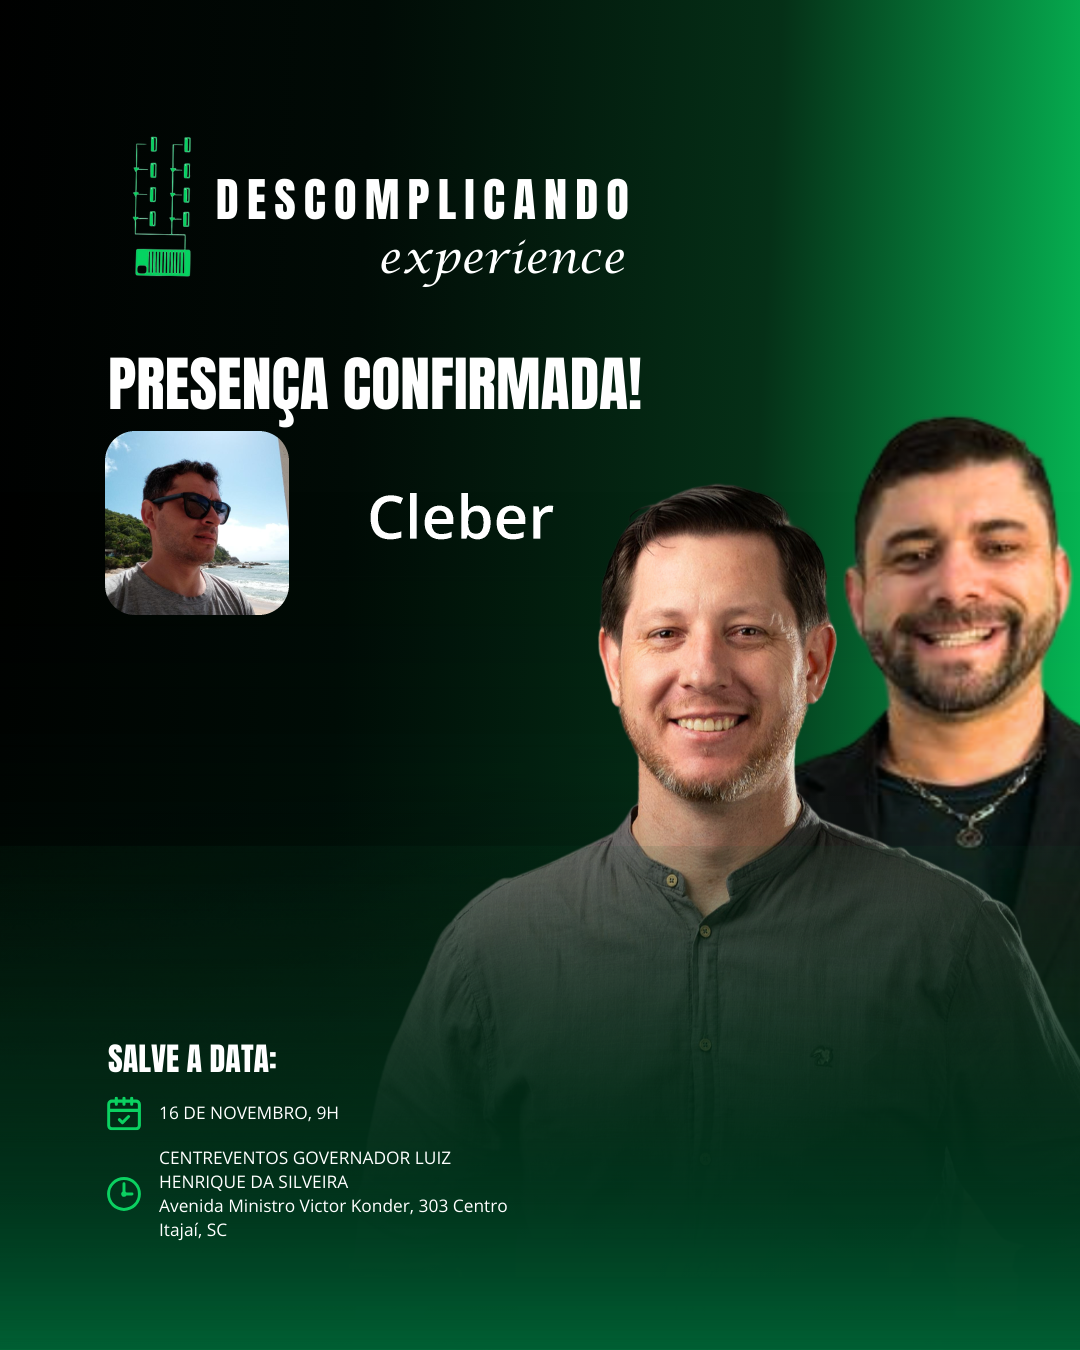 DESCOMPLICANDO
experience
PRESENÇA CONFIRMADA!
Cleber
SALVE A DATA:
16 DE NOVEMBRO, 9H
CENTREVENTOS GOVERNADOR LUIZ
HENRIQUE DA SILVEIRA
Avenida Ministro Victor Konder, 303 Centro
Itajaí, SC